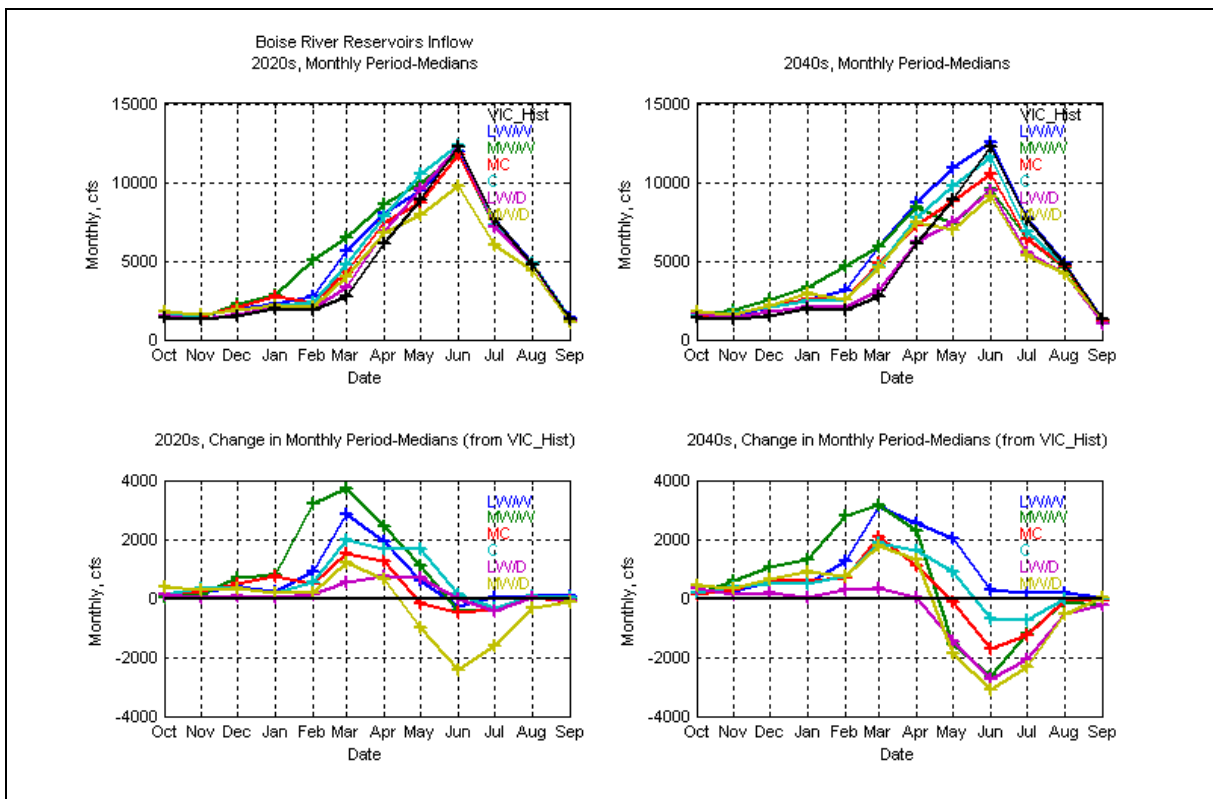 Boise River Reservoirs Inflow
2020s, Monthly Period-Medians
15000
10000
5000
0
Monthly, cfs
VIC_Hist
LW/W
MW/W
MC
C
LW/D
MW/D
Oct Nov Dec Jan Feb Mar Apr May Jun Jul Aug Sep
Date
2040s, Monthly Period-Medians
15000
10000
5000
0
Monthly, cfs
VIC_Hist
LW/W
MW/W
MC
C
LW/D
MW/D
Oct Nov Dec Jan Feb Mar Apr May Jun Jul Aug Sep
Date
2020s, Change in Monthly Period-Medians (from VIC_Hist)
4000
2000
0
-2000
-4000
Monthly, cfs
LW/W
MW/W
MC
C
LW/D
MW/D
Oct Nov Dec Jan Feb Mar Apr May Jun Jul Aug Sep
Date
2040s, Change in Monthly Period-Medians (from VIC_Hist)
4000
2000
0
-2000
-4000
Monthly, cfs
LW/W
MW/W
MC
C
LW/D
MW/D
Oct Nov Dec Jan Feb Mar Apr May Jun Jul Aug Sep
Date